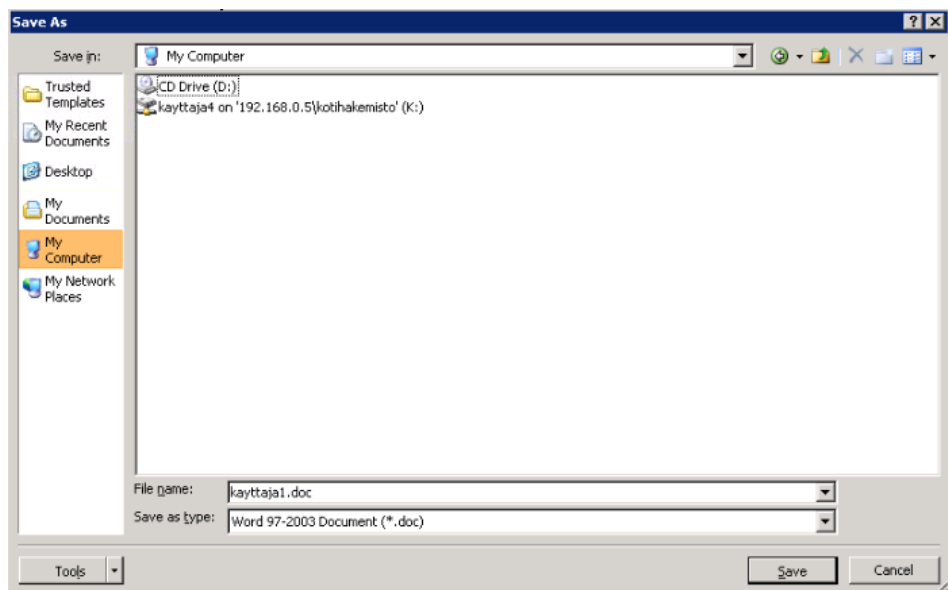 Save As
Save in:
My Computer
Trusted
Templates
My Recent
Documents
Desktop
My
Documents
My
Computer
My Network
Places
CD Drive (D:)
kayttaja4 on '192.168.0.5\kotihakemisto' (K:)
File name:
kayttaja1.doc
Save as type:
Word 97-2003 Document (*.doc)
Tools
Save
Cancel